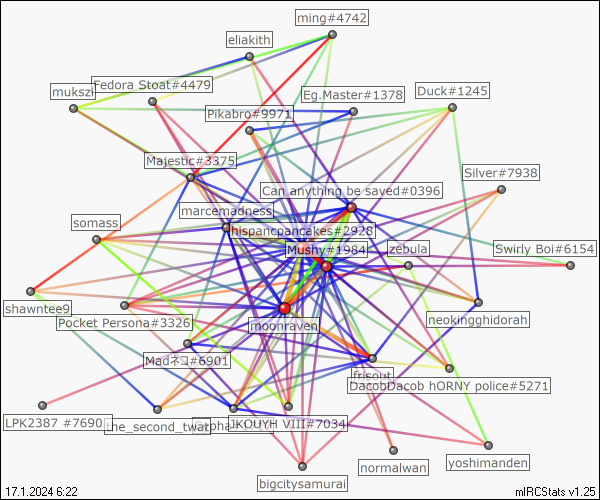 ming#4742
eliakith
Fedora Stoat#4479
mukszi
Eg.Master#1378
Duck#1245
Pikabro#9971
Majestic#3375
Silver#7938
Can anything be saved#0396
marcemadness
hispancpancakes#2928
somass
Mushy#1984
zebula
Swirly Boi#6154
shawntee9
Pocket Persona#3326
moonraven
neokingghidorah
Madネコ#6901
frisout
DacobDacob hORNY police#5271
LPK2387 #7690
the_second_twat
JKOUYH VIII#7034
yoshimanden
normalwan
bigcitysamurai
17.1.2024 6:22
mIRCStats v1.25